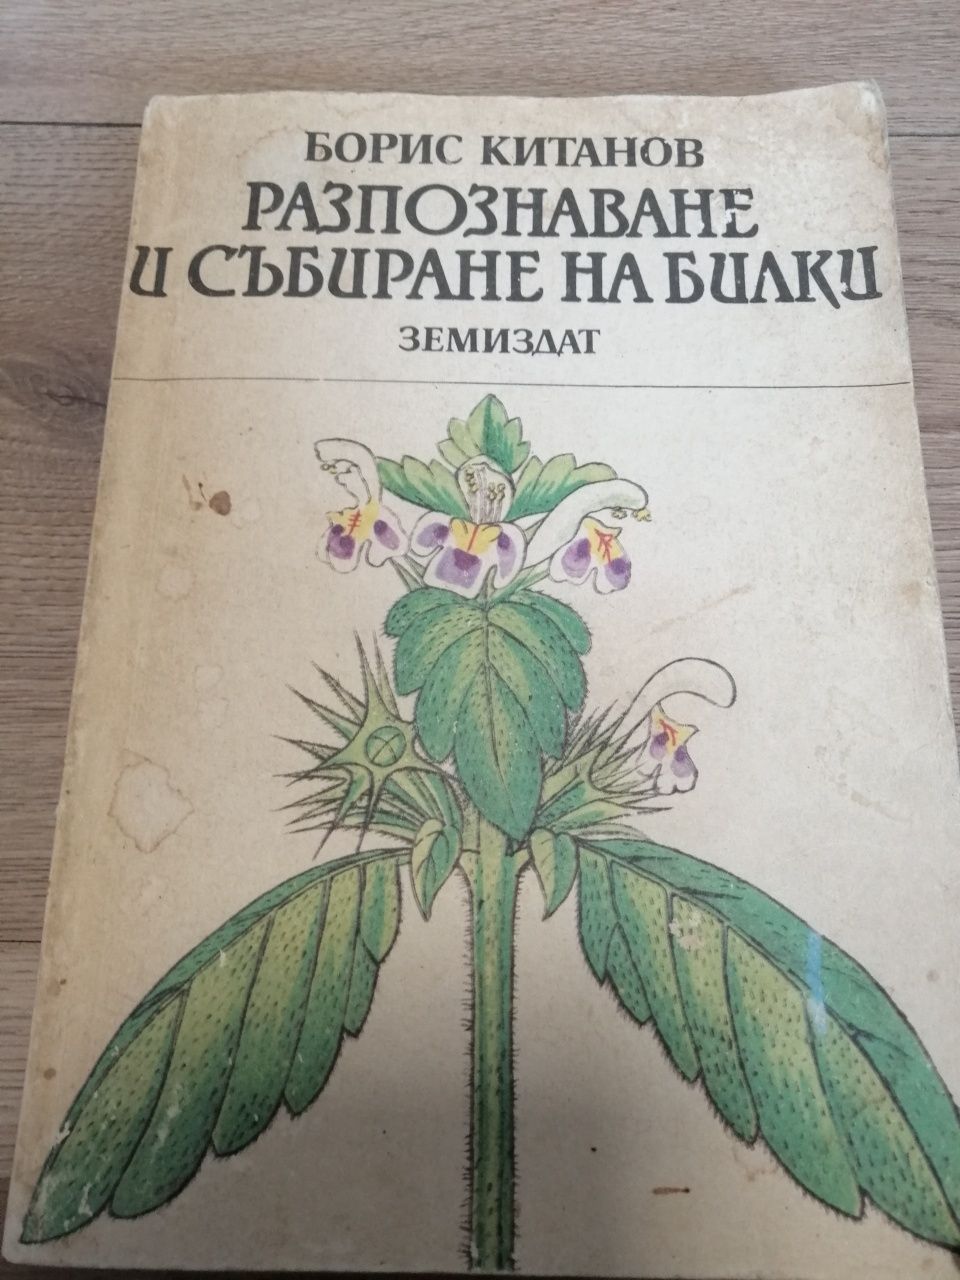 БОРИС КИТАНОВ
РАЗПОЗНАВАНЕ
И СЪБИРАНЕ НА БИЛКИ
ЗЕМИЗДАТ